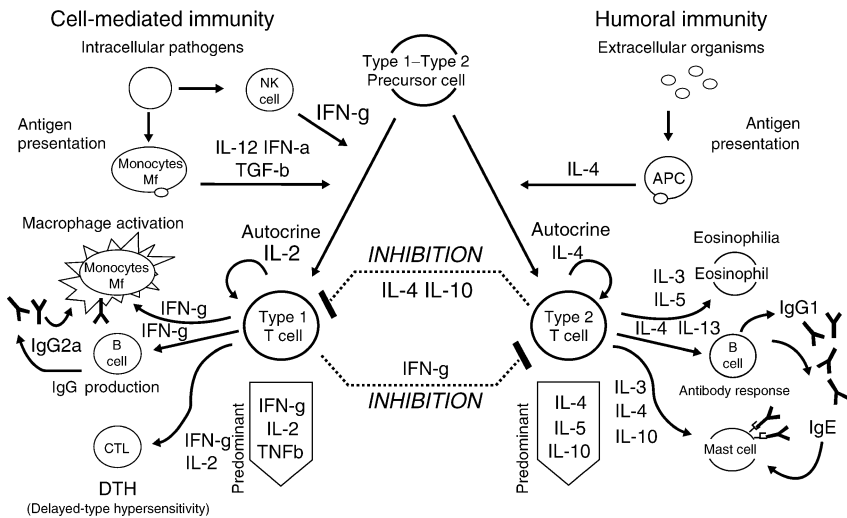 Cell-mediated immunity
Intracellular pathogens
NK
cell
IFN-g
Antigen
presentation
Monocytes
Mf
IL-12 IFN-a
TGF-b
Type 1–Type 2
Precursor cell
Humoral immunity
Extracellular organisms
Antigen
presentation
APC
IL-4
Macrophage activation
Monocytes
Mf
Autocrine
IL-2
IFN-g
IFN-g
IgG2a
B
cell
IgG production
Type 1
T cell
CTL
IFN-g
IL-2
DTH
(Delayed-type hypersensitivity)
Predominant
IFN-g
IL-2
TNFb
INHIBITION
IL-4 IL-10
IFN-g
INHIBITION
Autocrine
IL-4
Type 2
T cell
Predominant
IL-4
IL-5
IL-10
Eosinophilia
Eosinophil
IL-3
IL-5
IL-4 IL-13
IgG1
B
cell
Antibody response
IL-3
IL-4
IL-10
Mast cell
IgE